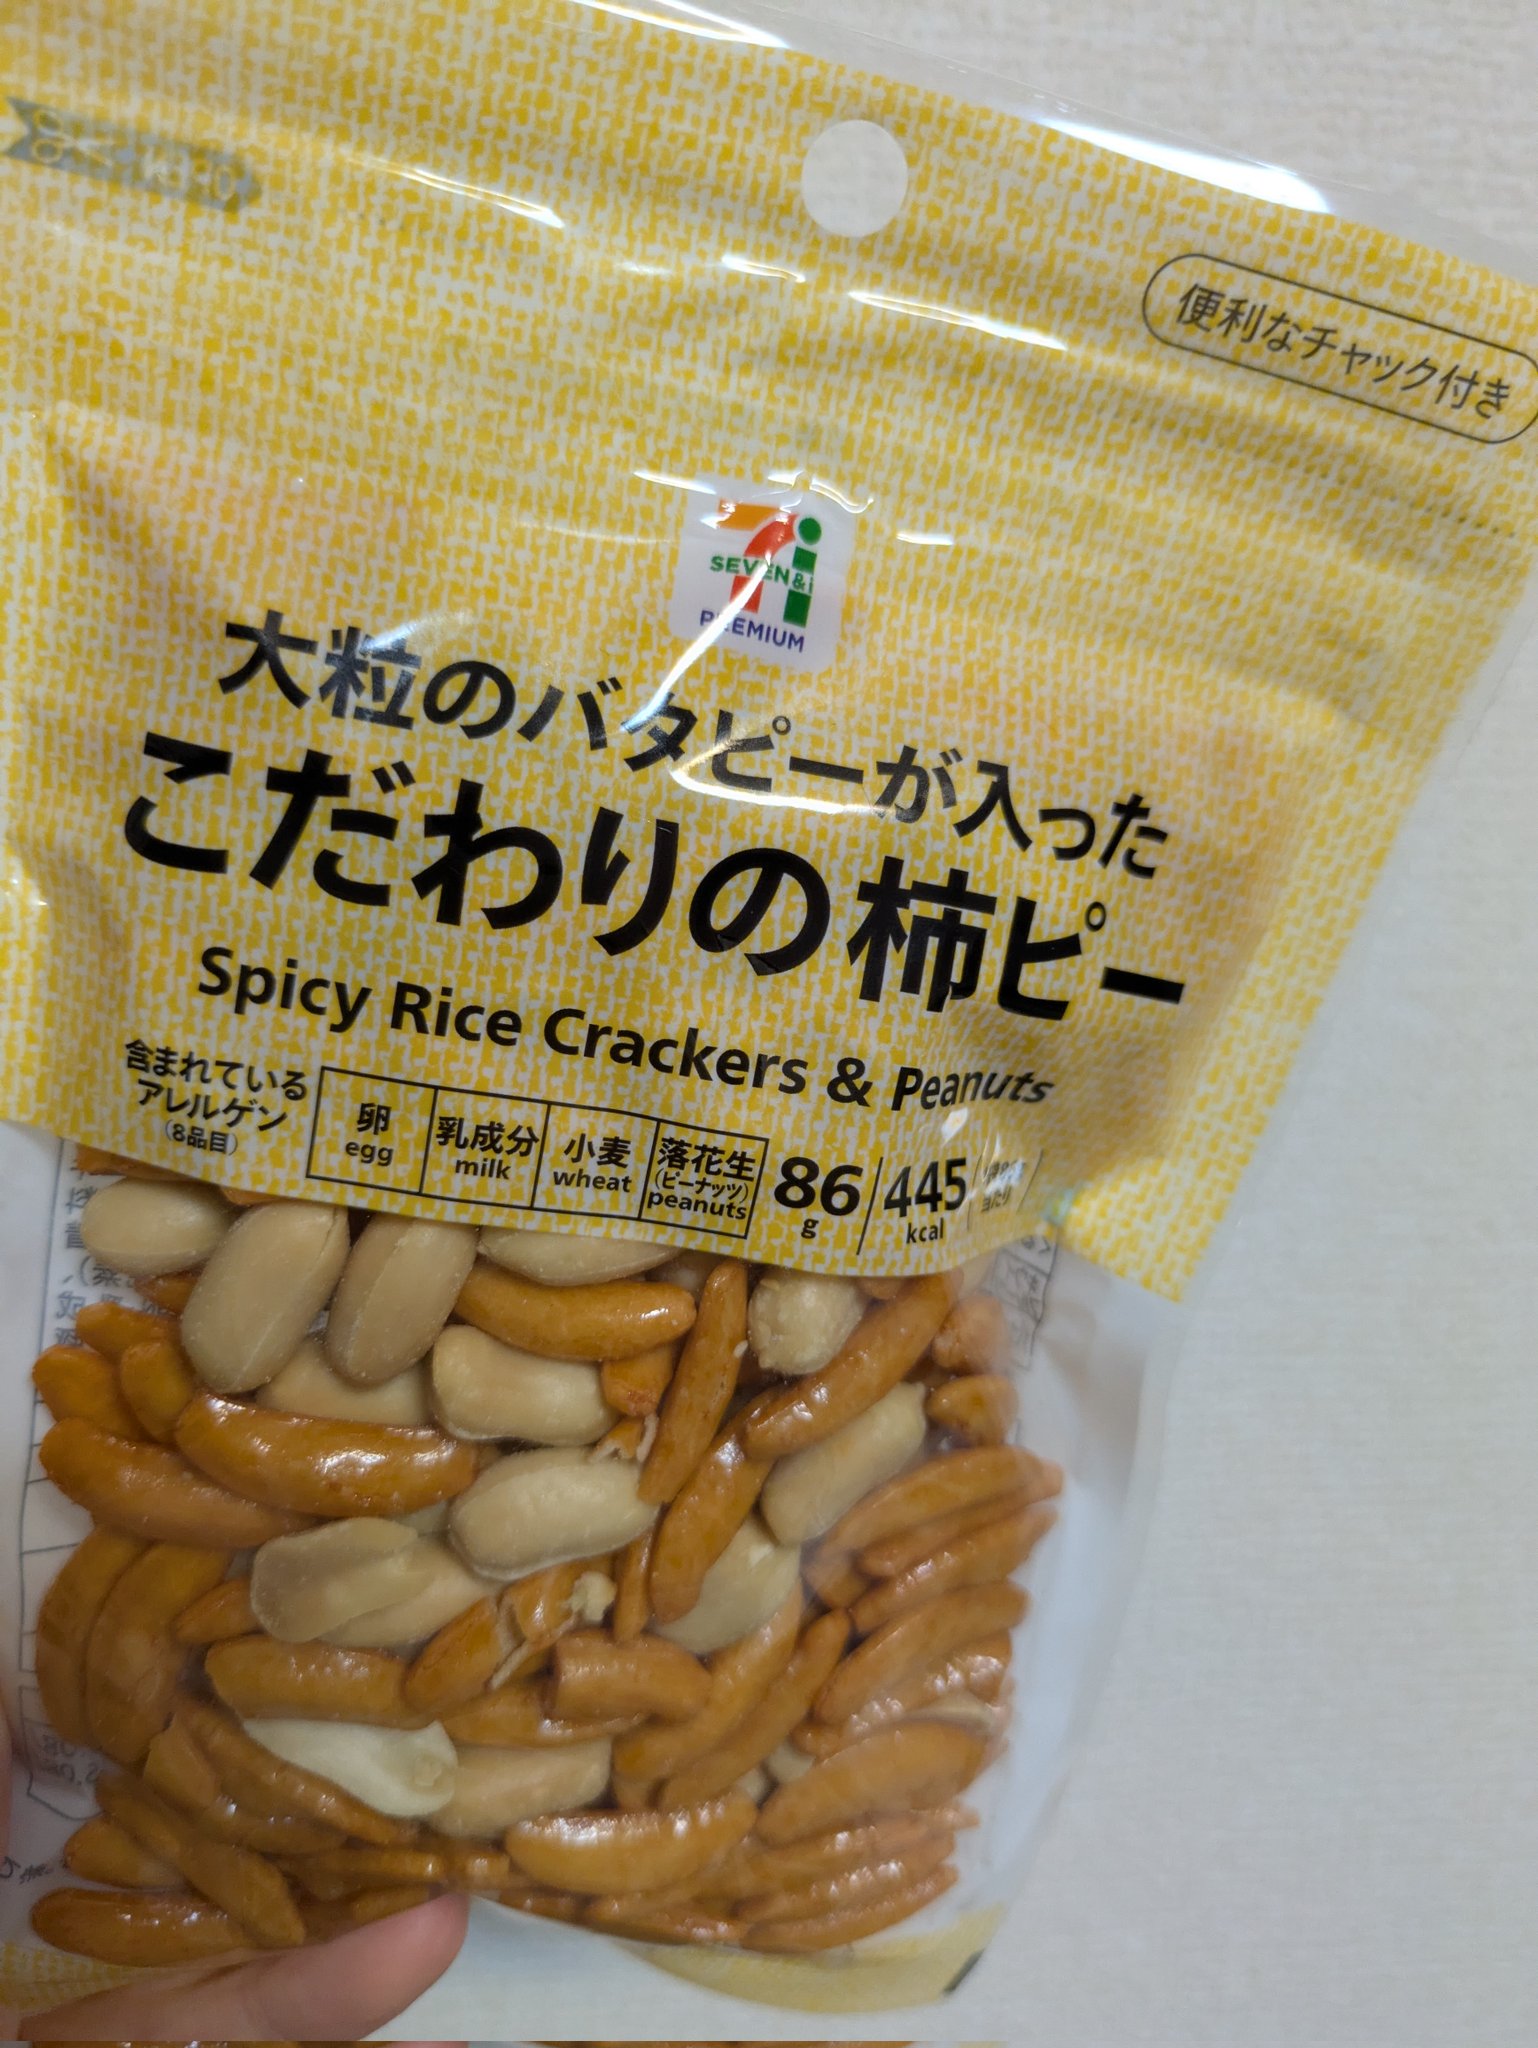 便利なチャック付き
SEVEN&i
PREMIUM
大粒のバタピーが入った
こだわりの柿ピー
Spicy Rice Crackers & Peanuts
含まれている
アレルゲン
(8品目)
卵
egg
乳成分
milk
小麦
wheat
落花生
(ピーナッツ)
peanuts
86
g
445
kcal